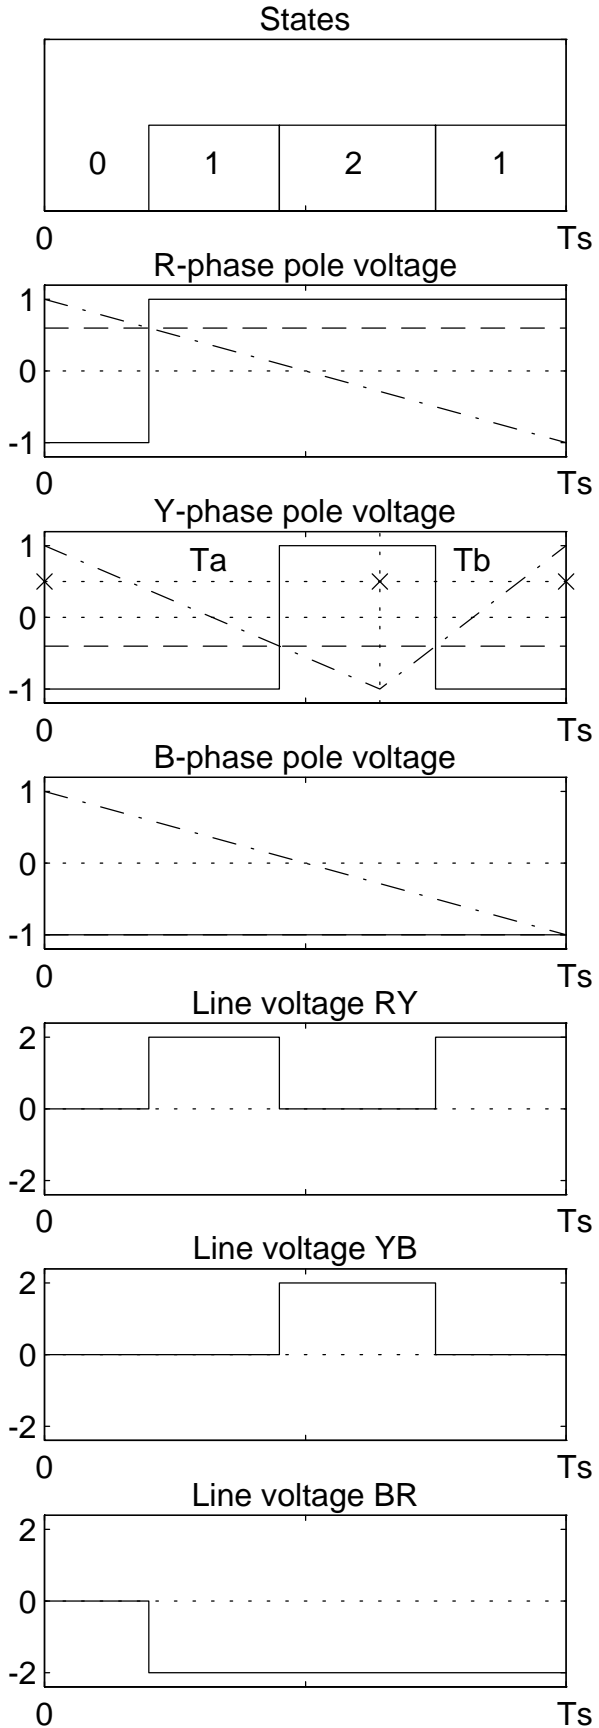 States
0 1 2 1
0 Ts
R-phase pole voltage
1
0
-1
0 Ts
Y-phase pole voltage
1
Ta Tb
0
-1
0 Ts
B-phase pole voltage
1
0
-1
0 Ts
Line voltage RY
2
0
-2
0 Ts
Line voltage YB
2
0
-2
0 Ts
Line voltage BR
2
0
-2
0 Ts